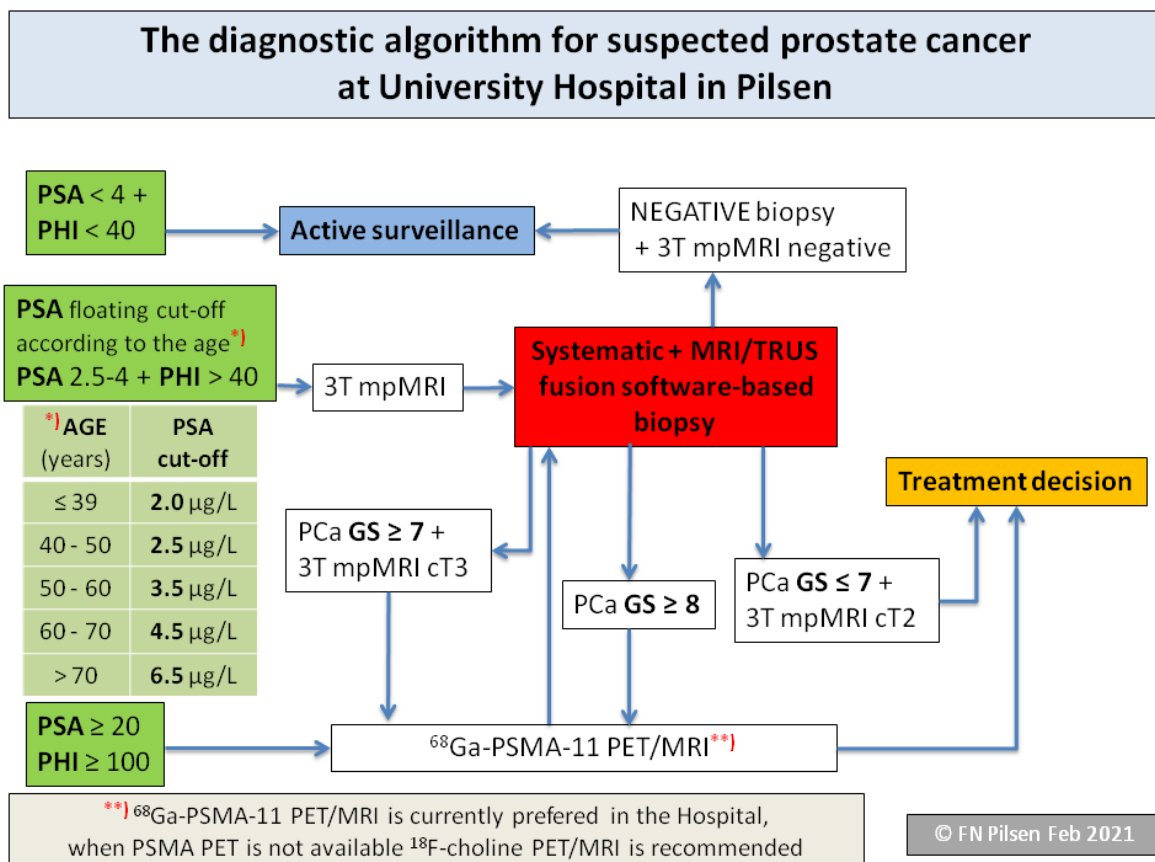 The diagnostic algorithm for suspected prostate cancer
at University Hospital in Pilsen
PSA < 4 +
PHI < 40
Active surveillance
NEGATIVE biopsy
+ 3T mpMRI negative
PSA floating cut-off
according to the age*)
PSA 2.5-4 + PHI > 40
3T mpMRI
Systematic + MRI/TRUS
fusion software-based
biopsy
*) AGE
(years)
PSA
cut-off
≤ 39 2.0 µg/L
40 - 50 2.5 µg/L
50 - 60 3.5 µg/L
60 - 70 4.5 µg/L
> 70 6.5 µg/L
Treatment decision
PCa GS ≥ 7 +
3T mpMRI cT3
PCa GS ≥ 8
PCa GS ≤ 7 +
3T mpMRI cT2
PSA ≥ 20
PHI ≥ 100
⁶⁸Ga-PSMA-11 PET/MRI**)
**) ⁶⁸Ga-PSMA-11 PET/MRI is currently prefered in the Hospital,
when PSMA PET is not available ¹⁸F-choline PET/MRI is recommended
© FN Pilsen Feb 2021